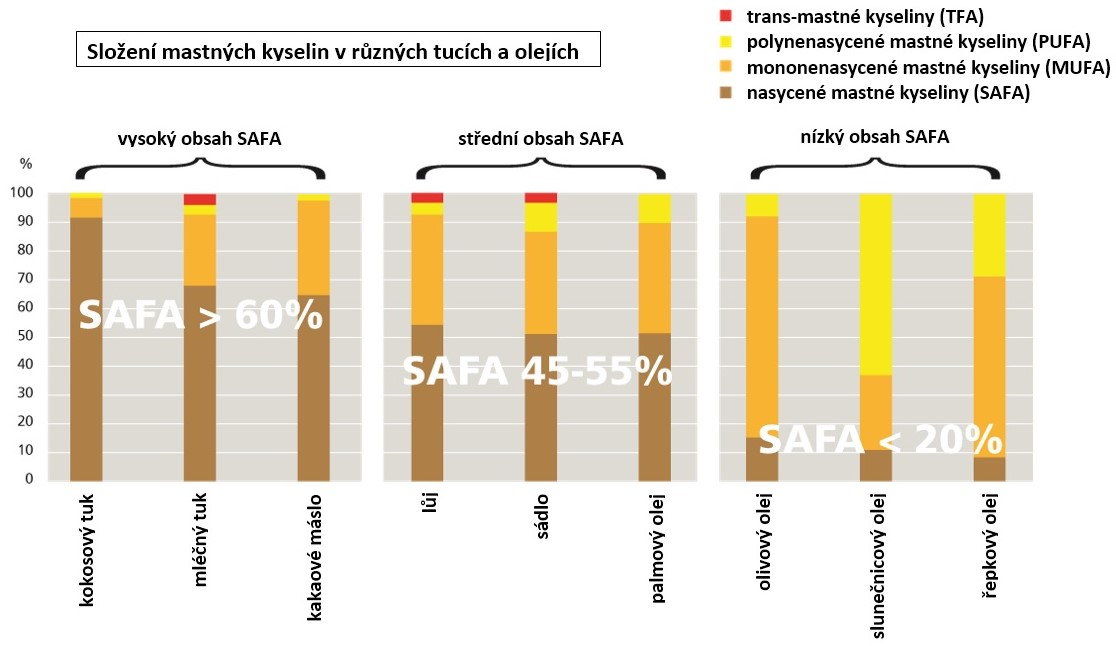 Složení mastných kyselin v různých tucích a olejích
trans-mastné kyseliny (TFA)
polynenasycené mastné kyseliny (PUFA)
mononenasycené mastné kyseliny (MUFA)
nasycené mastné kyseliny (SAFA)
vysoký obsah SAFA
střední obsah SAFA
nízký obsah SAFA
%
100
90
80
70
60
50
40
30
20
10
0
SAFA > 60%
SAFA 45-55%
SAFA < 20%
kokosový tuk
mléčný tuk
kakaové máslo
lůj
sádlo
palmový olej
olivový olej
slunečnicový olej
řepkový olej